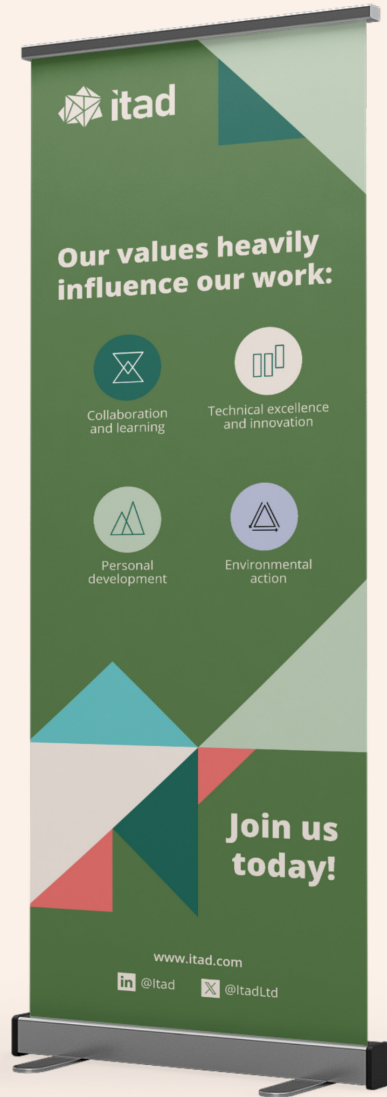 itad
Our values heavily
influence our work:
Collaboration
and learning
Technical excellence
and innovation
Personal
development
Environmental
action
Join us
today!
www.itad.com
in @Itad X @ItadLtd